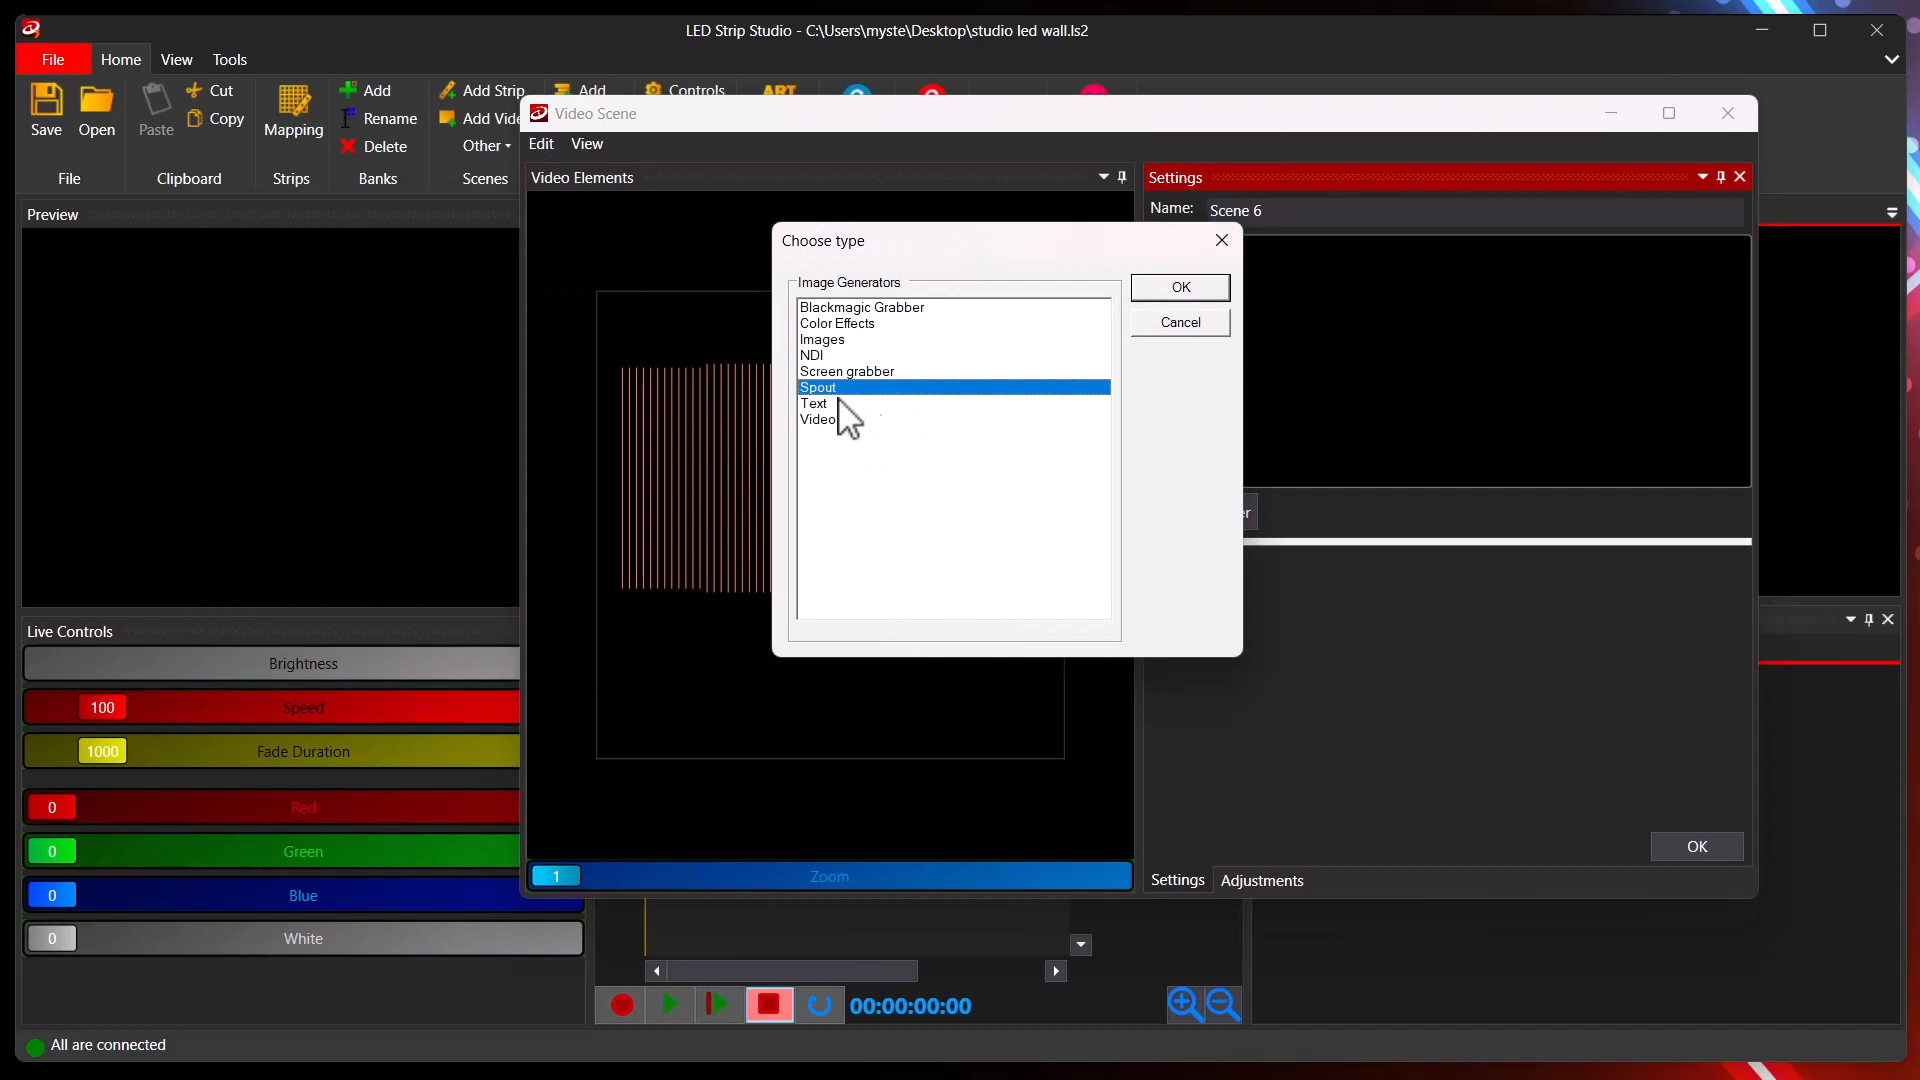 LED Strip Studio - C:\Users\myste\Desktop\studio led wall.ls2
File
Home
View
Tools
Save
Open
Paste
Cut
Copy
Mapping
Add
Rename
Delete
Add Strip
Add Vide
Other
Add
Controls
ART
File
Clipboard
Strips
Banks
Scenes
Video Scene
Edit
View
Video Elements
Settings
Name:
Scene 6
Preview
Choose type
Image Generators
Blackmagic Grabber
Color Effects
Images
NDI
Screen grabber
Spout
Text
Video
OK
Cancel
er
Live Controls
Brightness
100
Speed
1000
Fade Duration
0
Red
0
Green
0
Blue
0
White
1
Zoom
OK
Settings
Adjustments
00:00:00:00
All are connected